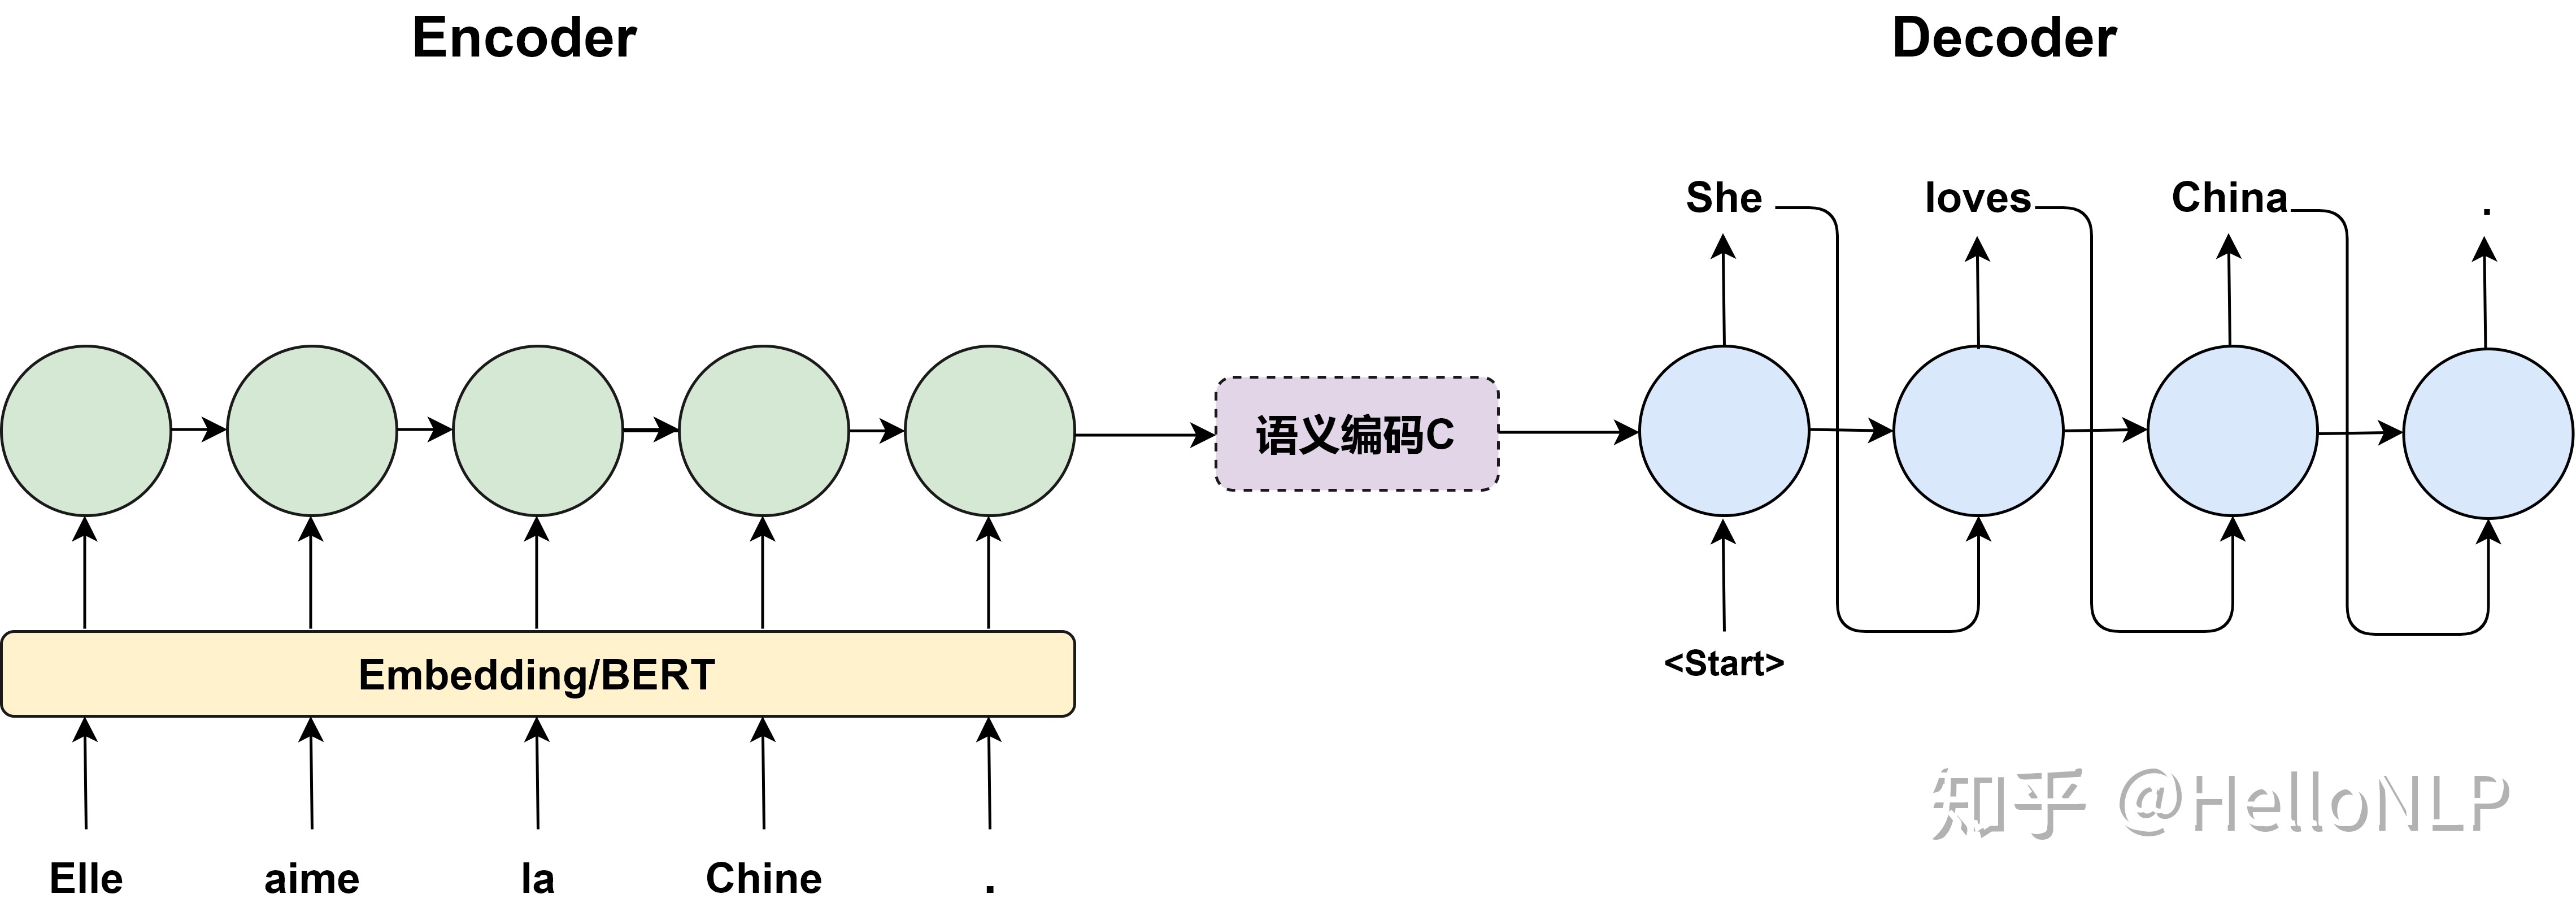 Encoder
Decoder
She loves China .
语义编码C
<Start>
Embedding/BERT
Elle aime la Chine .
知乎 @HelloNLP